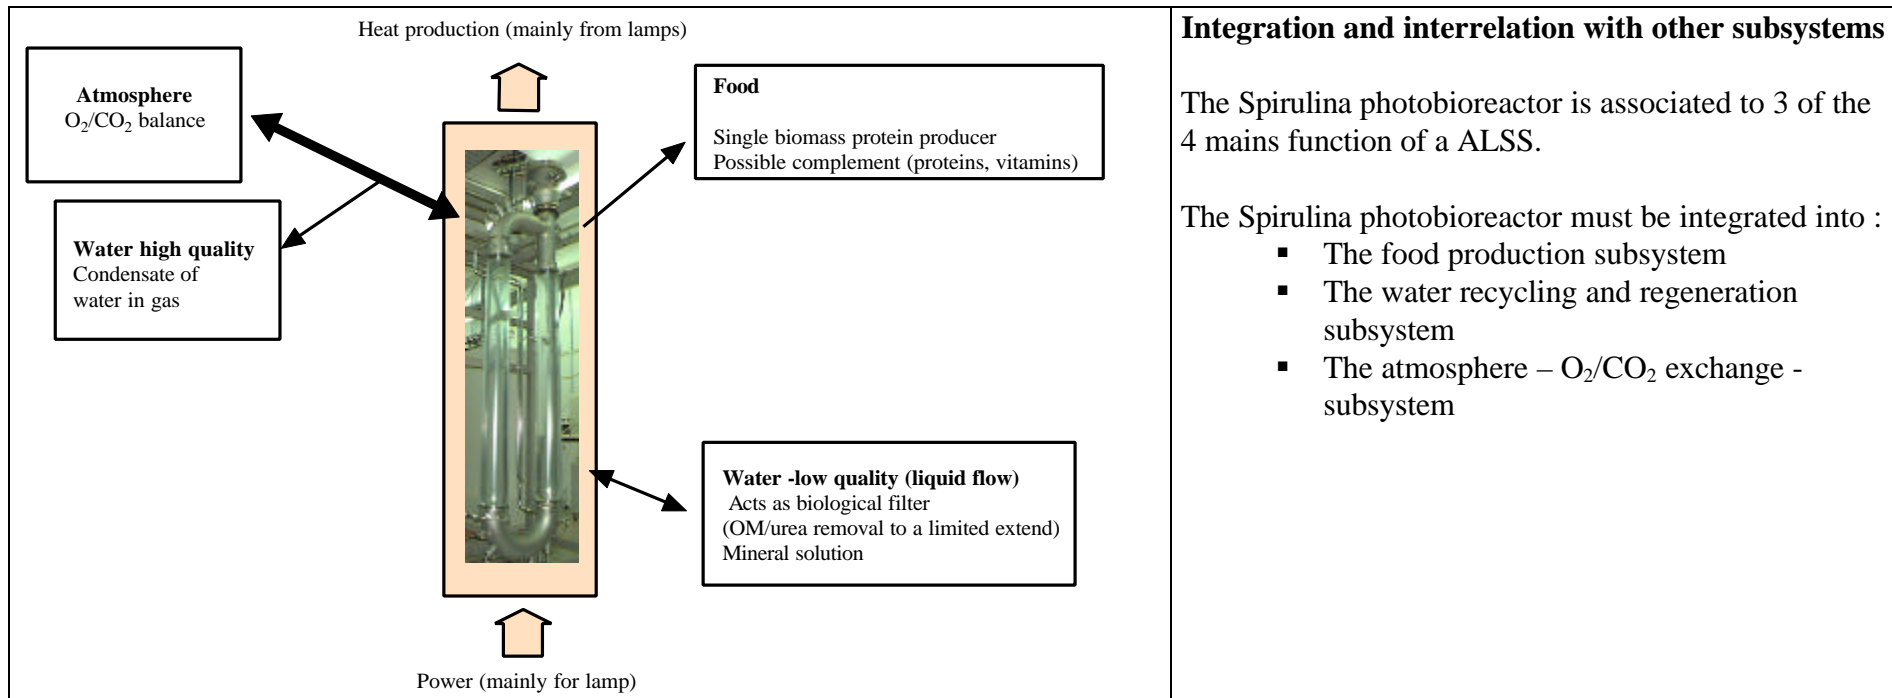 Heat production (mainly from lamps)
Atmosphere
O₂/CO₂ balance
Food
Single biomass protein producer
Possible complement (proteins, vitamins)
Water high quality
Condensate of
water in gas
Water -low quality (liquid flow)
Acts as biological filter
(OM/urea removal to a limited extend)
Mineral solution
Power (mainly for lamp)
Integration and interrelation with other subsystems
The Spirulina photobioreactor is associated to 3 of the
4 mains function of a ALSS.
The Spirulina photobioreactor must be integrated into :
▪ The food production subsystem
▪ The water recycling and regeneration
subsystem
▪ The atmosphere – O₂/CO₂ exchange -
subsystem